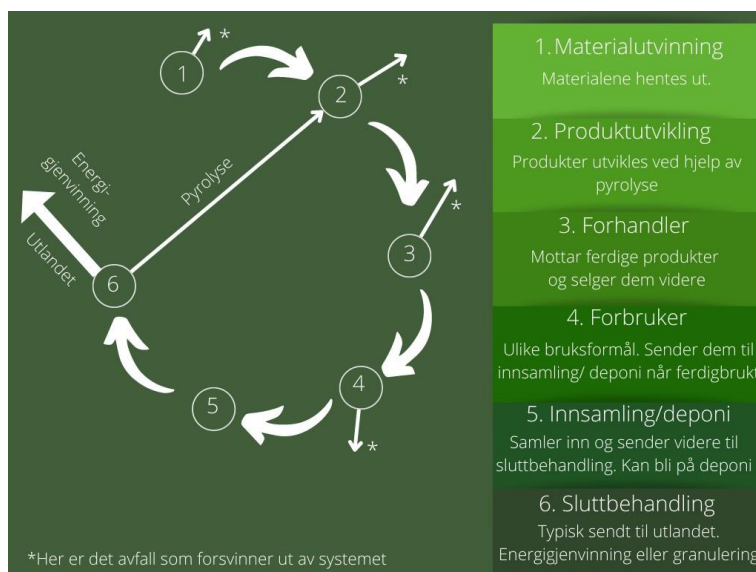 1
*
2
*
Pyrolyse
Energi-
gjenvinning
Utlandet
*
3
6
5
4
*
*Her er det avfall som forsvinner ut av systemet
1. Materialutvinning
Materialene hentes ut.
2. Produktutvikling
Produkter utvikles ved hjelp av
pyrolyse
3. Forhandler
Mottar ferdige produkter
og selger dem videre
4. Forbruker
Ulike bruksformål. Sender dem til
innsamling/ deponi når ferdigbrukt
5. Innsamling/deponi
Samler inn og sender videre til
sluttbehandling. Kan bli på deponi
6. Sluttbehandling
Typisk sendt til utlandet.
Energigjenvinning eller granulering